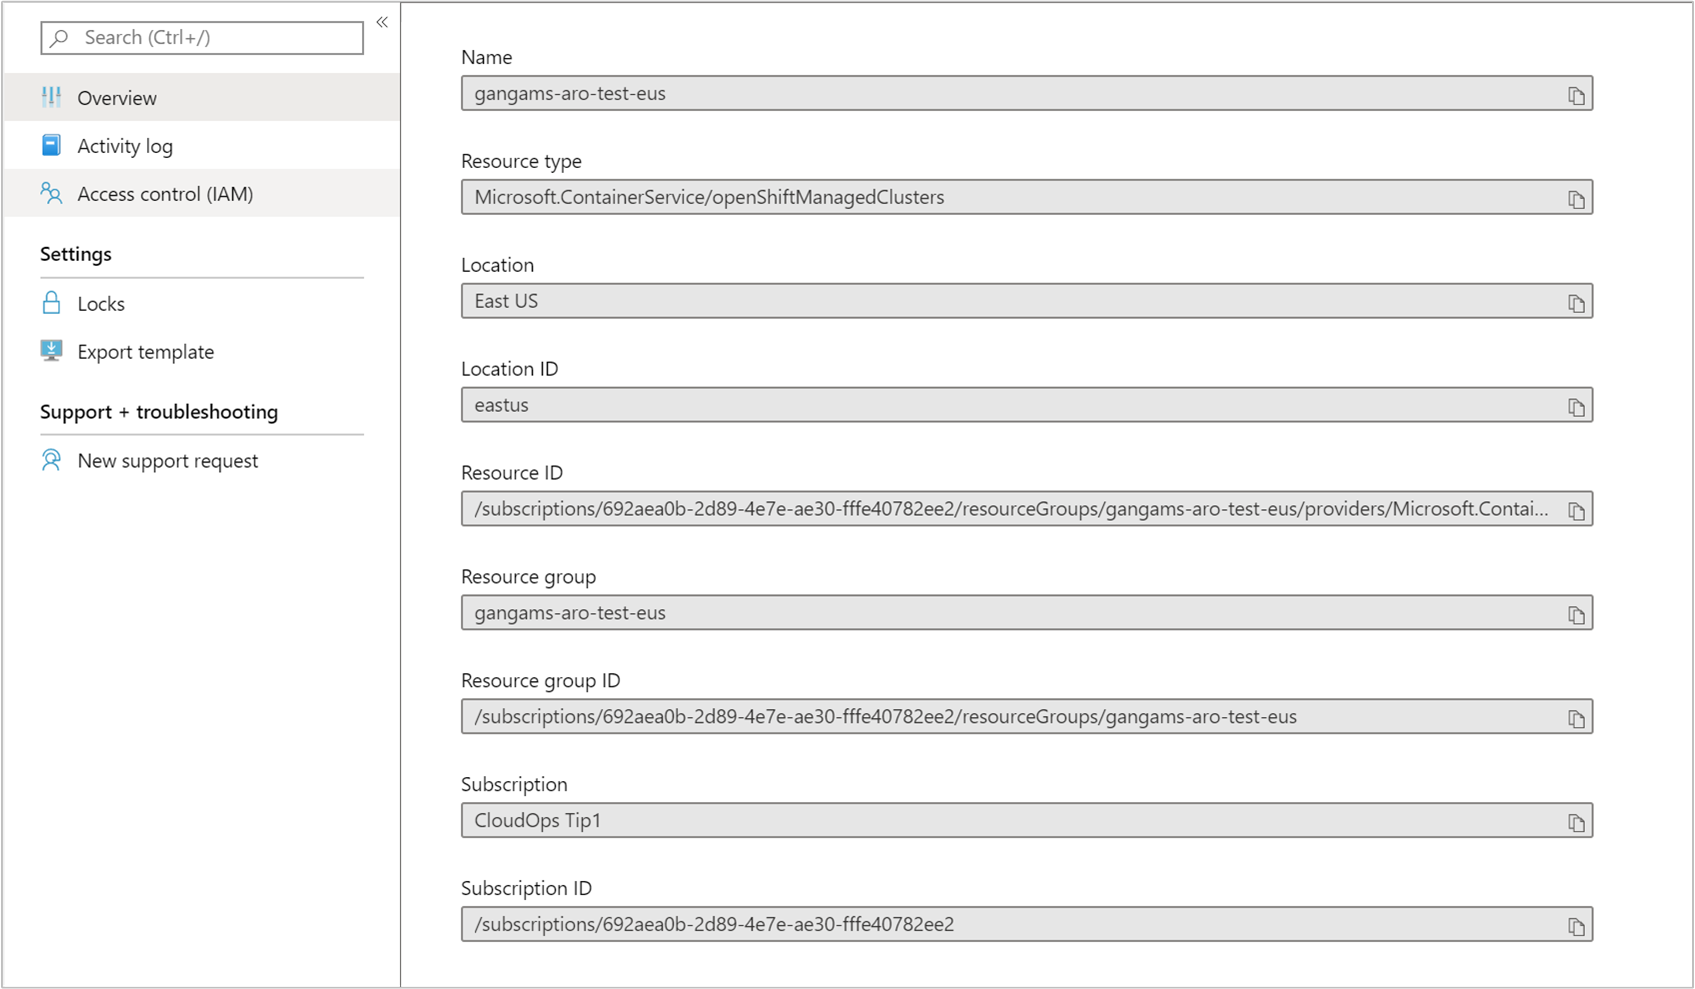 Search (Ctrl+/)
«
Overview
Activity log
Access control (IAM)
Settings
Locks
Export template
Support + troubleshooting
New support request
Name
gangams-aro-test-eus
Resource type
Microsoft.ContainerService/openShiftManagedClusters
Location
East US
Location ID
eastus
Resource ID
/subscriptions/692aea0b-2d89-4e7e-ae30-fffe40782ee2/resourceGroups/gangams-aro-test-eus/providers/Microsoft.Contai...
Resource group
gangams-aro-test-eus
Resource group ID
/subscriptions/692aea0b-2d89-4e7e-ae30-fffe40782ee2/resourceGroups/gangams-aro-test-eus
Subscription
CloudOps Tip1
Subscription ID
/subscriptions/692aea0b-2d89-4e7e-ae30-fffe40782ee2